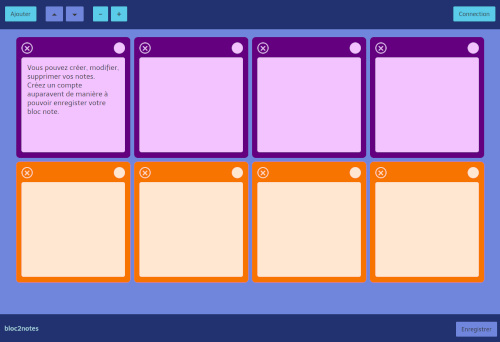 Ajouter
-
+
Connection
Vous pouvez créer, modifier,
supprimer vos notes.
Créez un compte
auparavent de manière à
pouvoir enregister votre
bloc note.
bloc2notes
Enregistrer